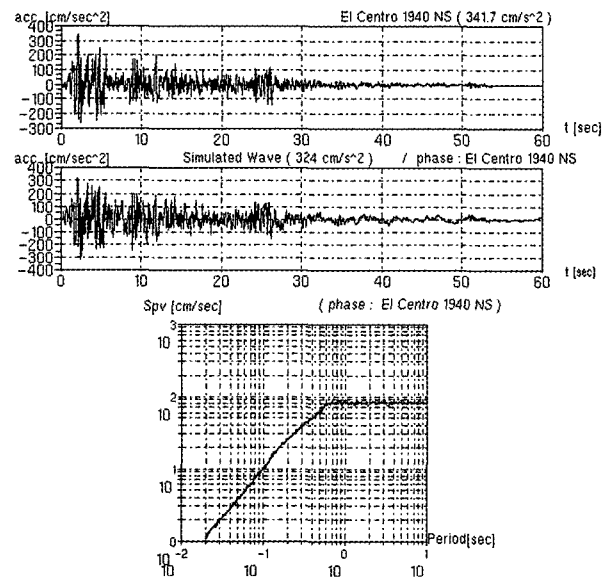 acc. [cm/sec^2] El Centro 1940 NS ( 341.7 cm/s^2 )
400
300
200
100
0
-100
-200
-300
0 10 20 30 40 50 60
t [sec]
acc. [cm/sec^2] Simulated Wave ( 324 cm/s^2 ) / phase : El Centro 1940 NS
400
300
200
100
0
-100
-200
-300
-400
0 10 20 30 40 50 60
t [sec]
Spv [cm/sec] ( phase : El Centro 1940 NS )
10 3
10 2
10 1
10 0
10 -2 10 -1 10 0 10 1
Period[sec]